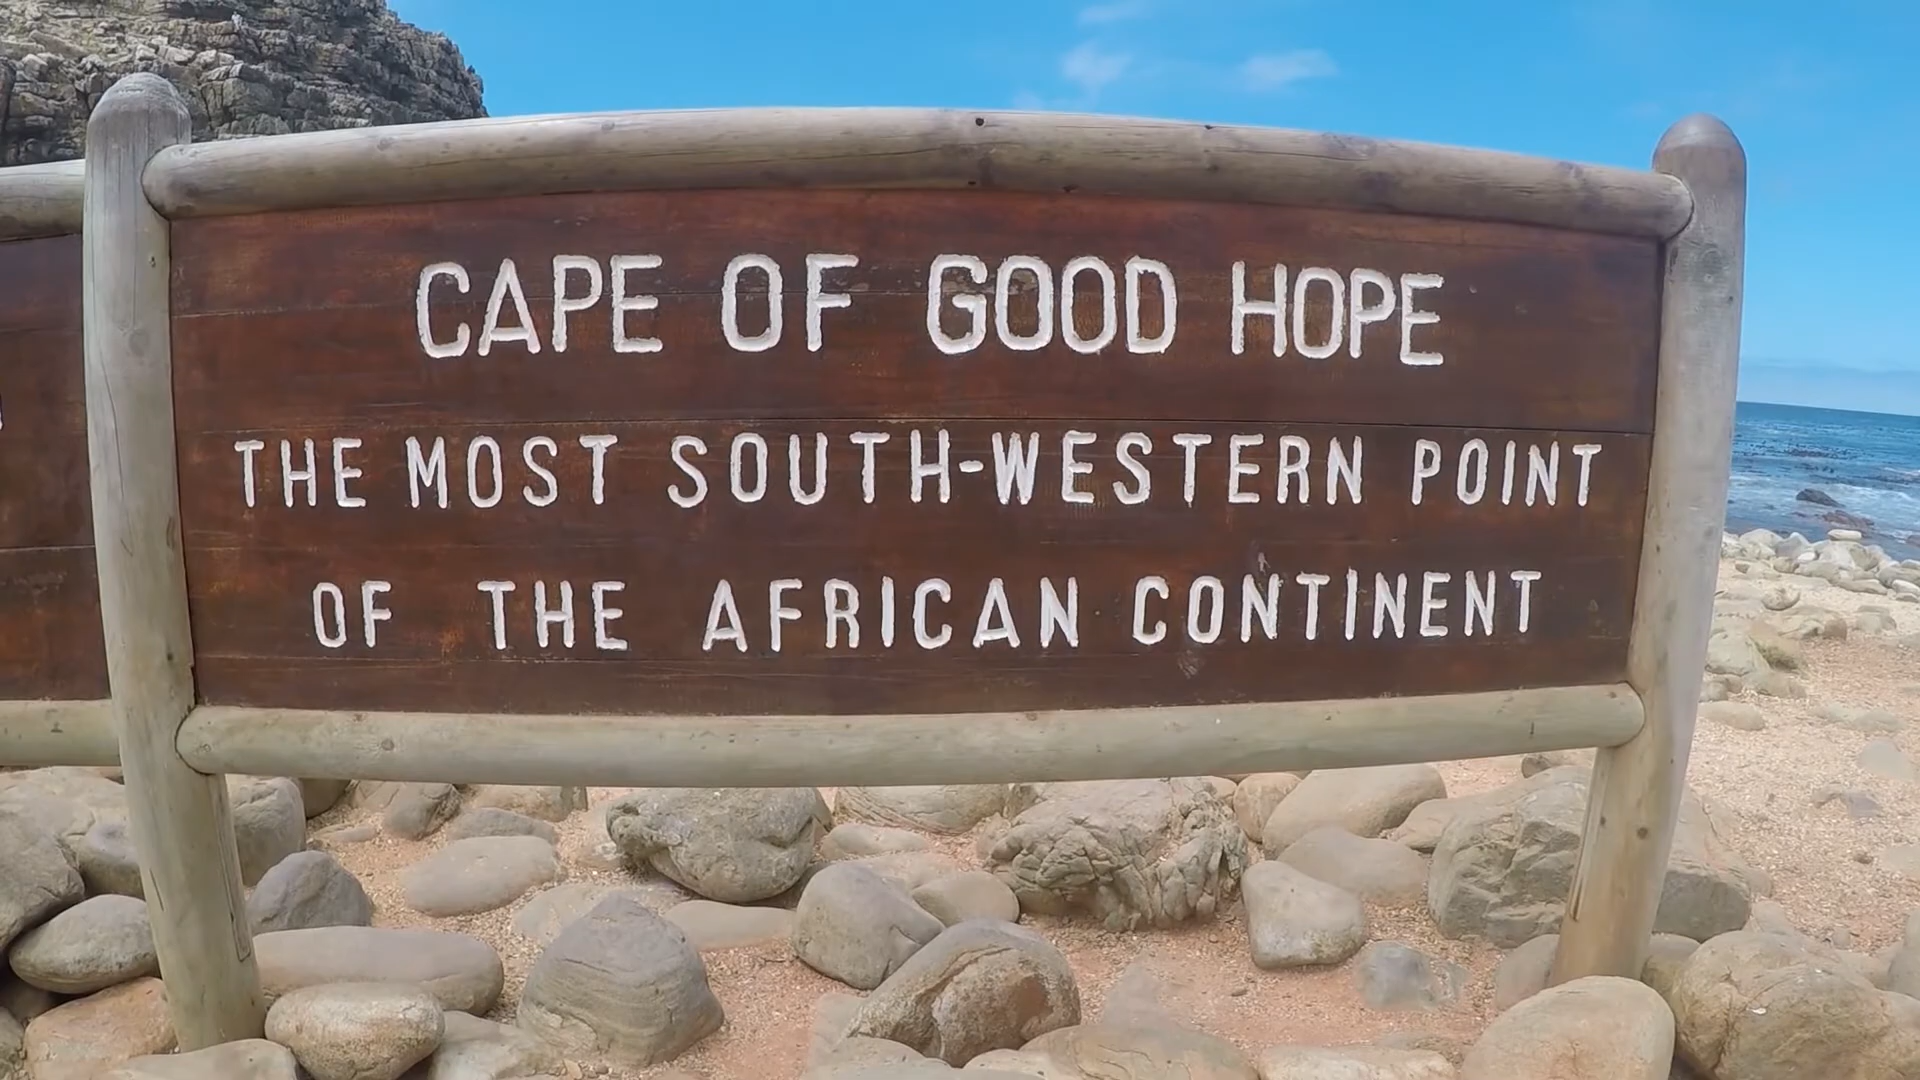 CAPE OF GOOD HOPE
THE MOST SOUTH-WESTERN POINT
OF THE AFRICAN CONTINENT